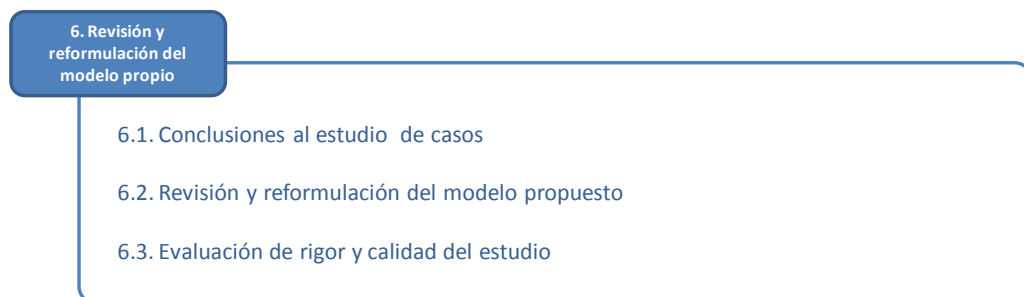 6. Revisión y
reformulación del
modelo propio
6.1. Conclusiones al estudio de casos
6.2. Revisión y reformulación del modelo propuesto
6.3. Evaluación de rigor y calidad del estudio